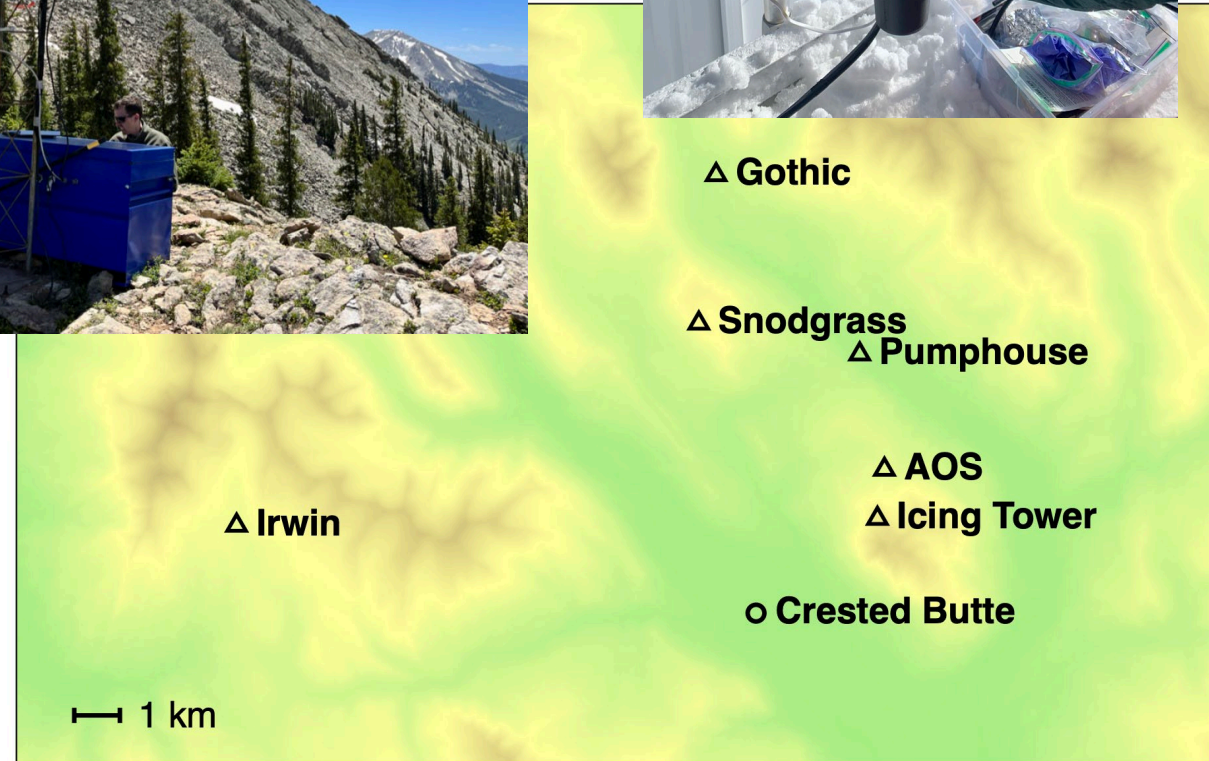 Gothic
Snodgrass
Pumphouse
AOS
Icing Tower
Irwin
Crested Butte
1 km